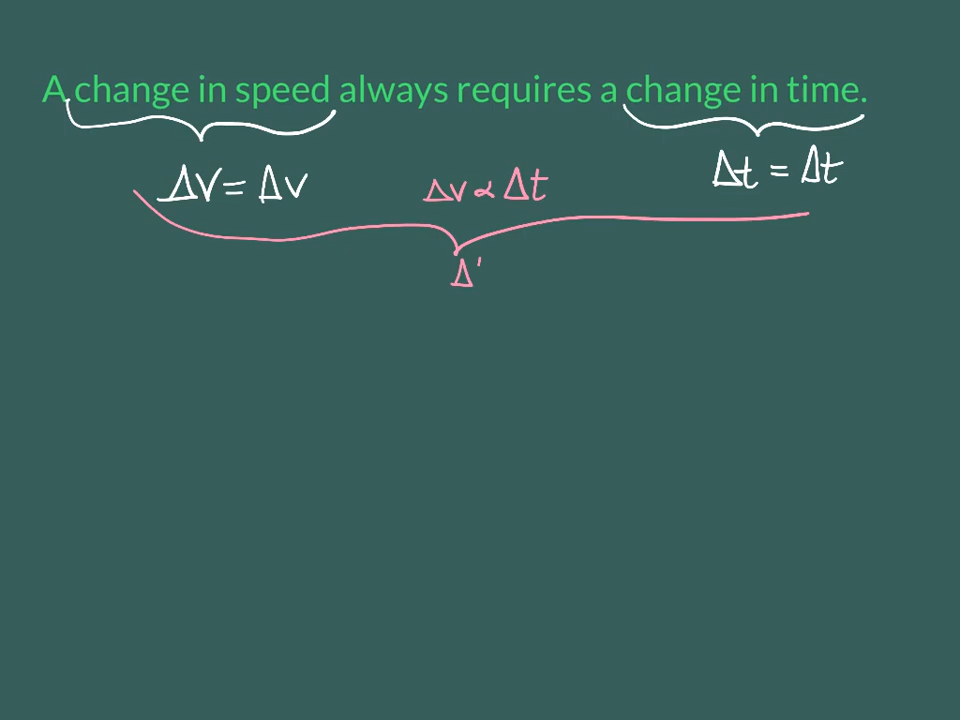 A change in speed always requires a change in time.
ΔV = Δv Δv ∝ Δt Δt = Δt
Δ'